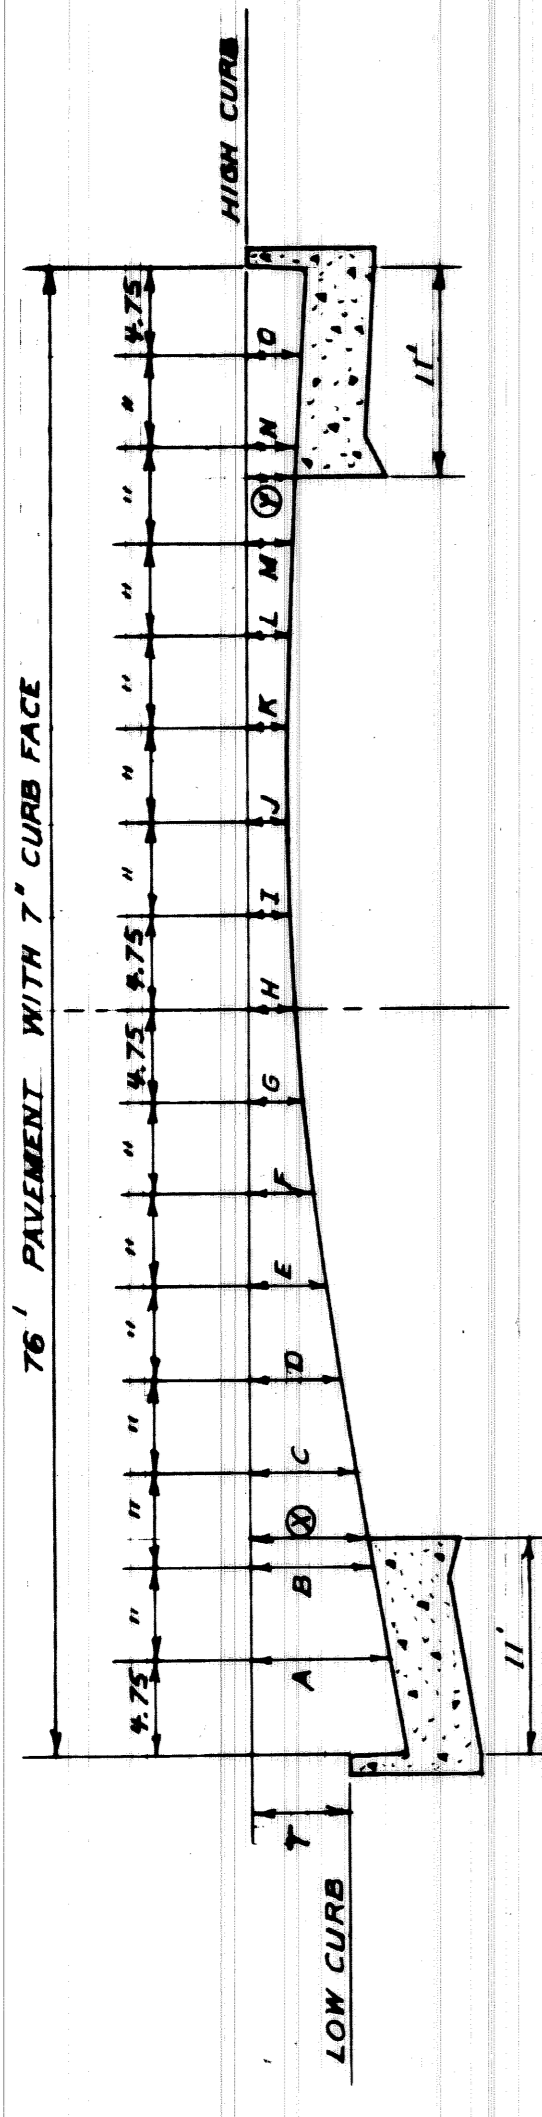 76' PAVEMENT WITH 7" CURB FACE
4.75 " " " " " " 4.75 4.75 " " " " " " 4.75
LOW CURB
HIGH CURB
T
A B X C D E F G H I J K L M Y N O
11' 11'